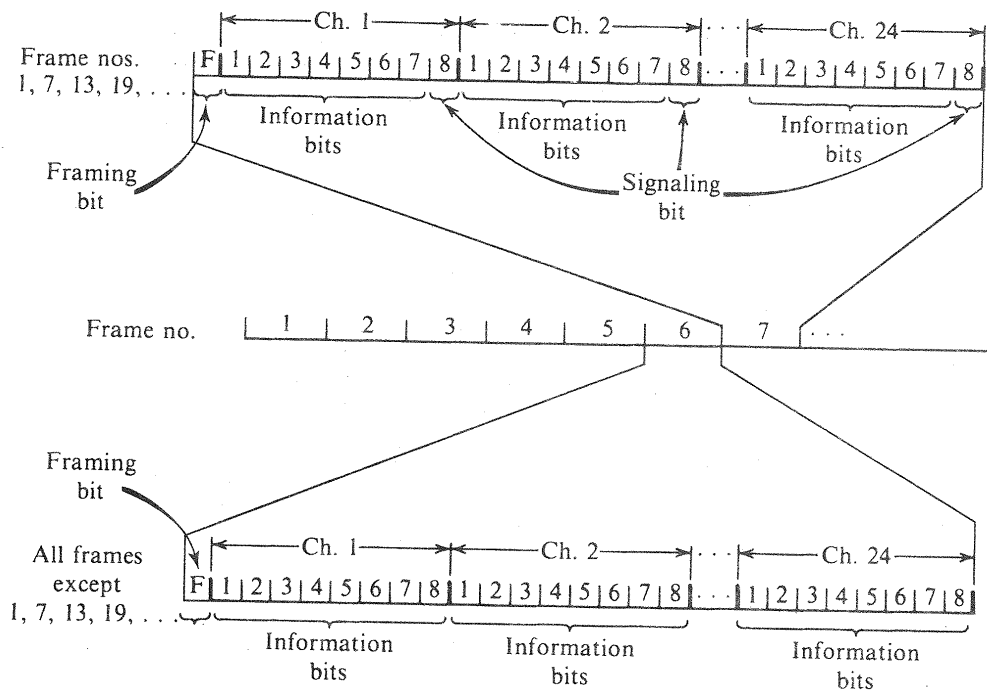 Ch. 1 Ch. 2 . . . Ch. 24
Frame nos.
1, 7, 13, 19, . . .
F 1 2 3 4 5 6 7 8 1 2 3 4 5 6 7 8 . . . 1 2 3 4 5 6 7 8
Information
bits
Information
bits
Information
bits
Framing
bit
Signaling
bit
Frame no. 1 2 3 4 5 6 7 . . .
Framing
bit
Ch. 1 Ch. 2 . . . Ch. 24
All frames
except
1, 7, 13, 19, . . .
F 1 2 3 4 5 6 7 8 1 2 3 4 5 6 7 8 . . . 1 2 3 4 5 6 7 8
Information
bits
Information
bits
Information
bits